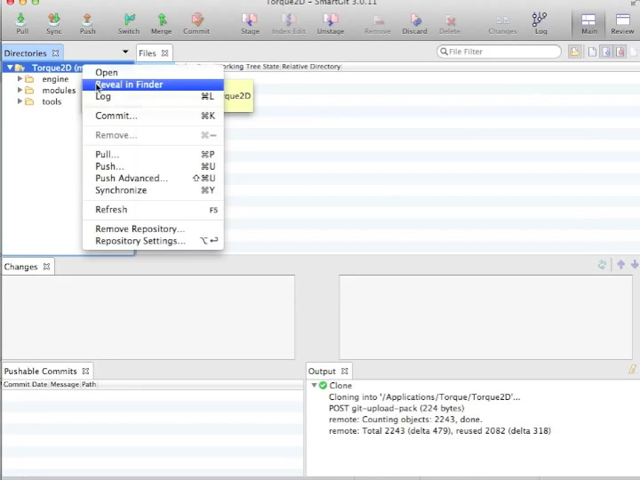 Torque2D – SmartGit 3.0.11
Pull Sync Push Stash Merge Commit Remove Index Edit Unstage Delete Discard Changes Log Main Review
Directories Files File Filter
Torque2D (m
Working Tree State Relative Directory
engine
modules
tools
Open
Reveal in Finder
Log ⌘L
que2D
Commit... ⌘K
Remove...
Pull... ⌘P
Push... ⌘U
Push Advanced... ⇧⌘U
Synchronize ⌘Y
Refresh F5
Remove Repository...
Repository Settings... ⌥↩
Changes
Pushable Commits
Commit Date Message Path
Output
Clone
Cloning into '/Applications/Torque/Torque2D'...
POST git-upload-pack (224 bytes)
remote: Counting objects: 2243, done.
remote: Total 2243 (delta 479), reused 2082 (delta 318)